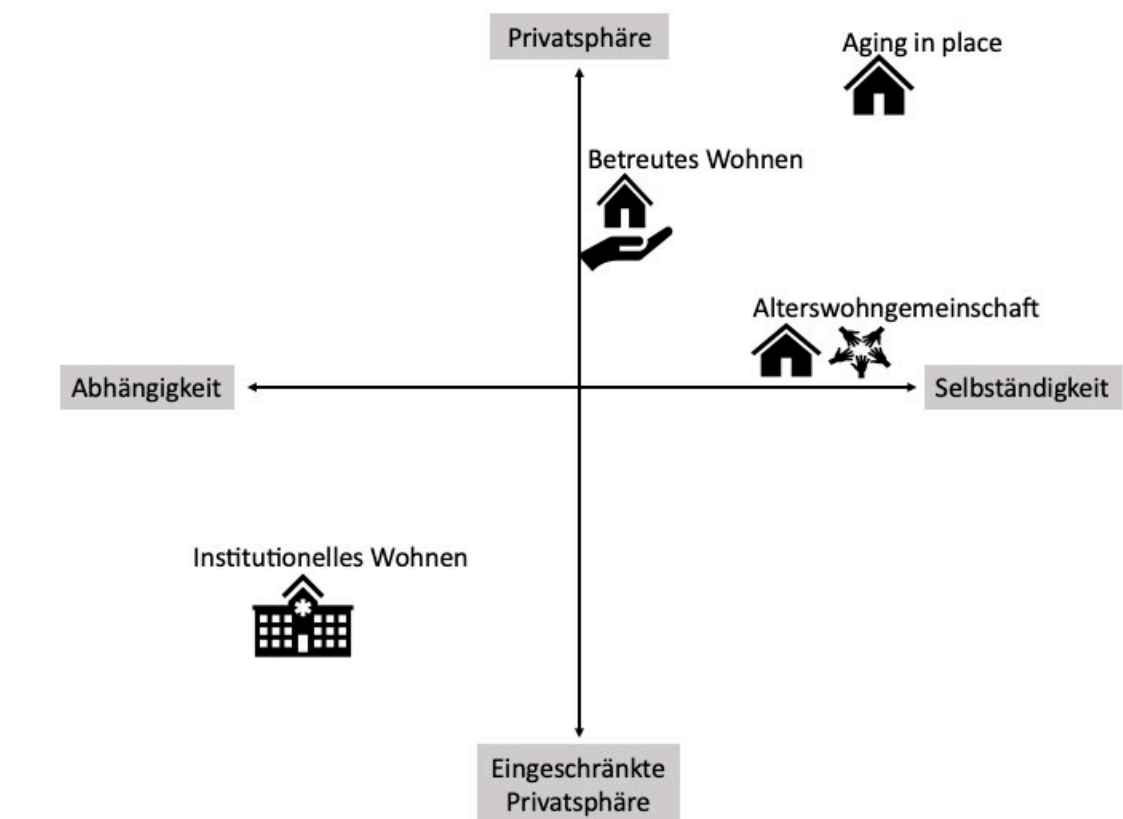 Privatsphäre
Aging in place
Betreutes Wohnen
Alterswohngemeinschaft
Abhängigkeit
Selbständigkeit
Institutionelles Wohnen
Eingeschränkte
Privatsphäre